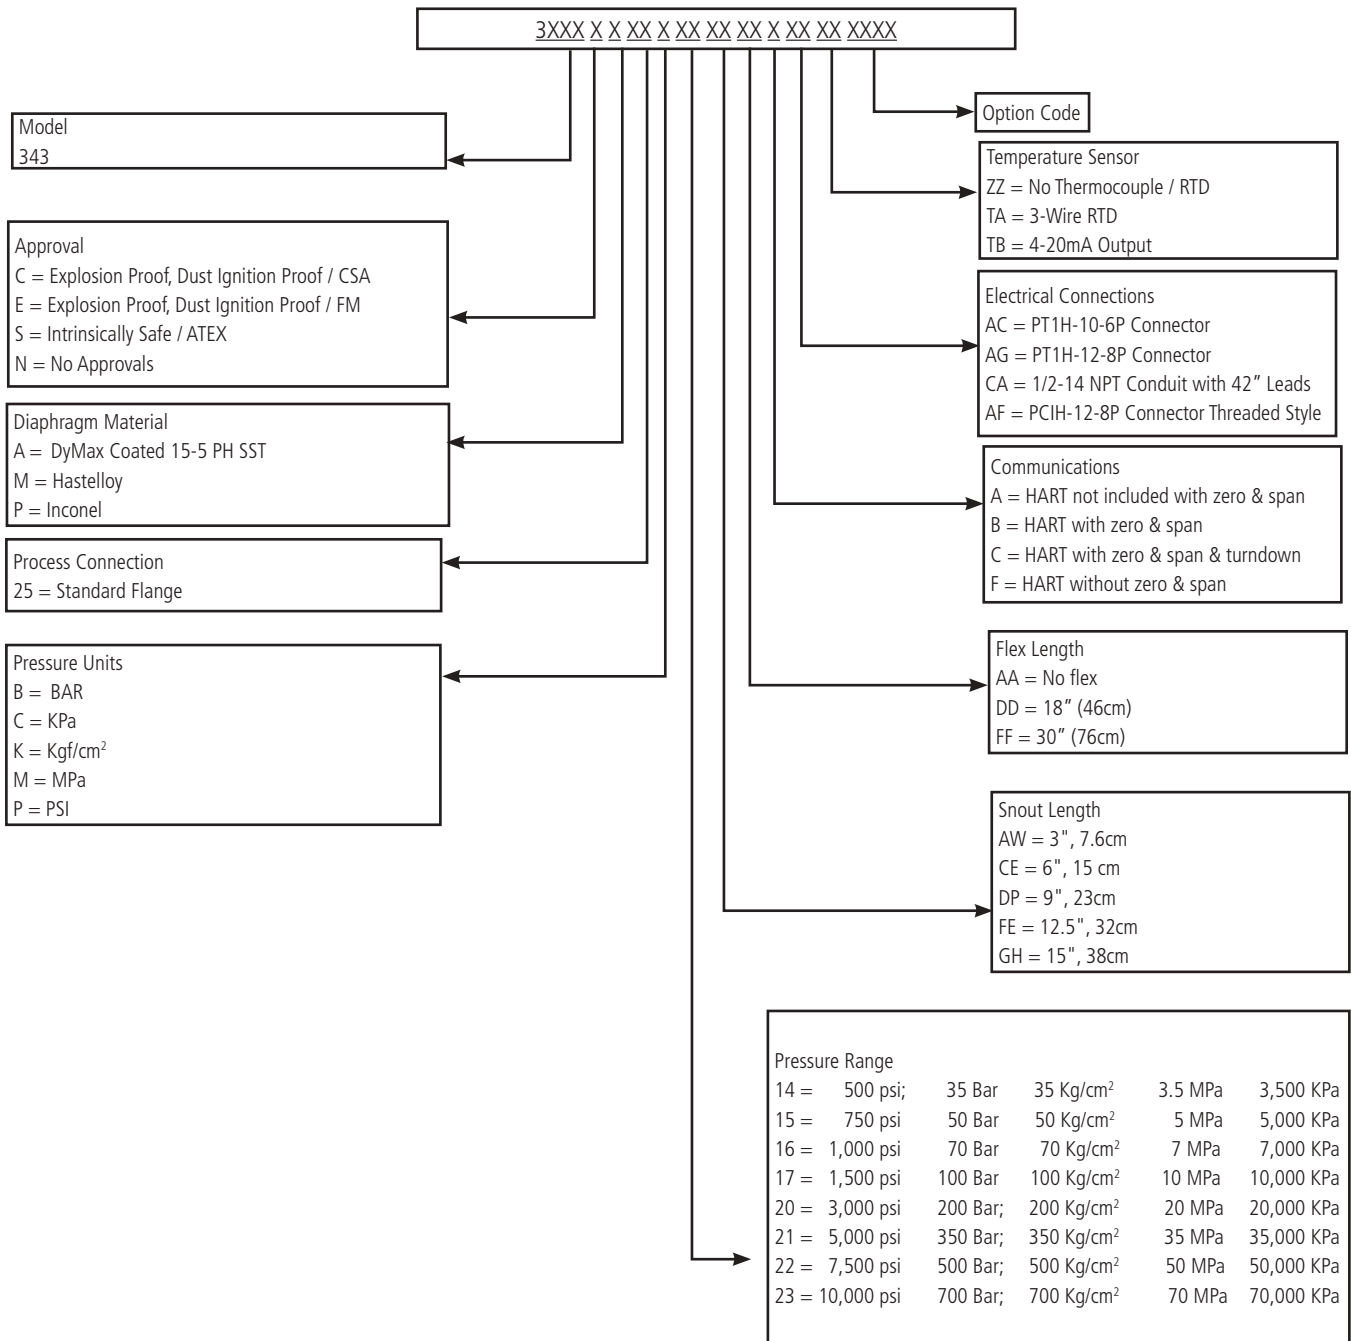 3XXX X X XX X XX XX XX X XX XX XXXX
Model
343
Approval
C = Explosion Proof, Dust Ignition Proof / CSA
E = Explosion Proof, Dust Ignition Proof / FM
S = Intrinsically Safe / ATEX
N = No Approvals
Diaphragm Material
A = DyMax Coated 15-5 PH SST
M = Hastelloy
P = Inconel
Process Connection
25 = Standard Flange
Pressure Units
B = BAR
C = KPa
K = Kgf/cm²
M = MPa
P = PSI
Option Code
Temperature Sensor
ZZ = No Thermocouple / RTD
TA = 3-Wire RTD
TB = 4-20mA Output
Electrical Connections
AC = PT1H-10-6P Connector
AG = PT1H-12-8P Connector
CA = 1/2-14 NPT Conduit with 42” Leads
AF = PCIH-12-8P Connector Threaded Style
Communications
A = HART not included with zero & span
B = HART with zero & span
C = HART with zero & span & turndown
F = HART without zero & span
Flex Length
AA = No flex
DD = 18” (46cm)
FF = 30” (76cm)
Snout Length
AW = 3", 7.6cm
CE = 6", 15 cm
DP = 9", 23cm
FE = 12.5", 32cm
GH = 15", 38cm
Pressure Range
14 = 500 psi; 35 Bar 35 Kg/cm² 3.5 MPa 3,500 KPa
15 = 750 psi 50 Bar 50 Kg/cm² 5 MPa 5,000 KPa
16 = 1,000 psi 70 Bar 70 Kg/cm² 7 MPa 7,000 KPa
17 = 1,500 psi 100 Bar 100 Kg/cm² 10 MPa 10,000 KPa
20 = 3,000 psi 200 Bar; 200 Kg/cm² 20 MPa 20,000 KPa
21 = 5,000 psi 350 Bar; 350 Kg/cm² 35 MPa 35,000 KPa
22 = 7,500 psi 500 Bar; 500 Kg/cm² 50 MPa 50,000 KPa
23 = 10,000 psi 700 Bar; 700 Kg/cm² 70 MPa 70,000 KPa